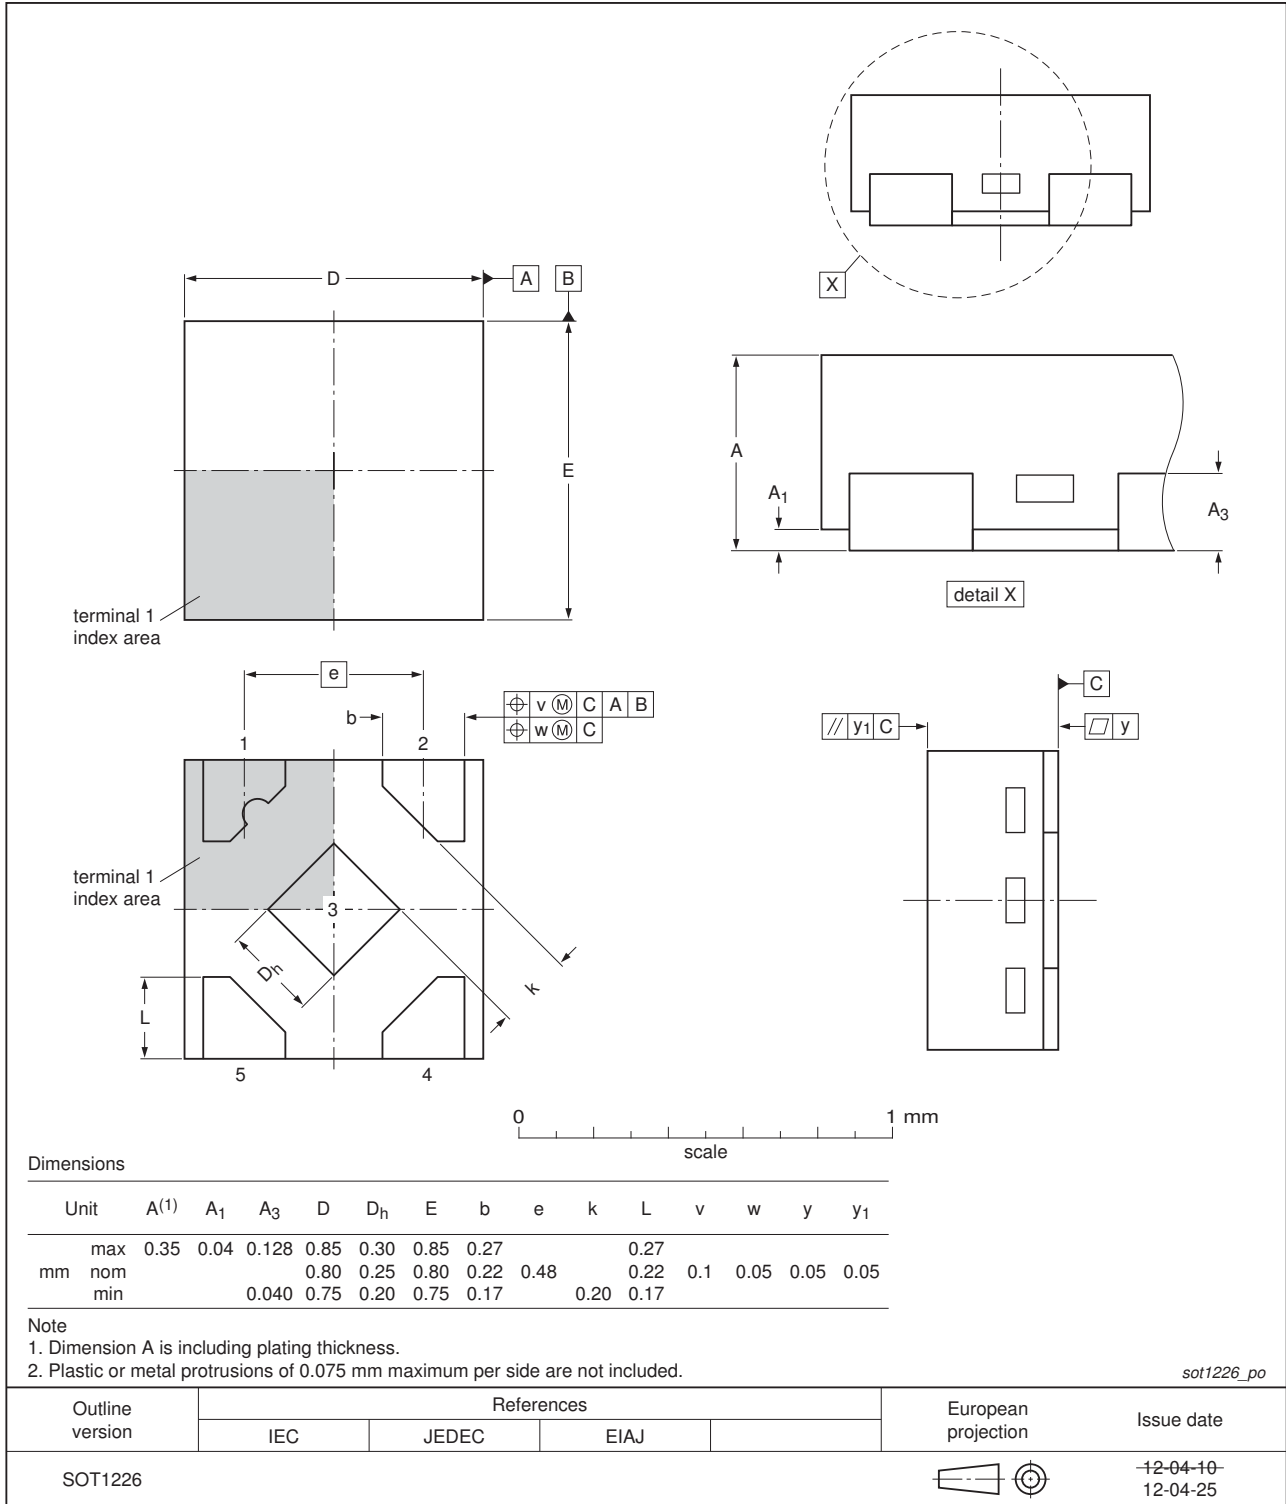 X
D
A
B
E
terminal 1
index area
A
A1
A3
detail X
e
b
v Ⓜ C A B
w Ⓜ C
1
2
C
// y1 C
y
terminal 1
index area
3
Dh
k
L
5
4
0
1 mm
scale
Dimensions
Unit A(1) A1 A3 D Dh E b e k L v w y y1
max 0.35 0.04 0.128 0.85 0.30 0.85 0.27 0.27
mm nom 0.80 0.25 0.80 0.22 0.48 0.22 0.1 0.05 0.05 0.05
min 0.040 0.75 0.20 0.75 0.17 0.20 0.17
Note
1. Dimension A is including plating thickness.
2. Plastic or metal protrusions of 0.075 mm maximum per side are not included.
sot1226_po
Outline
version
References
IEC JEDEC EIAJ
European
projection
Issue date
SOT1226
12-04-10
12-04-25